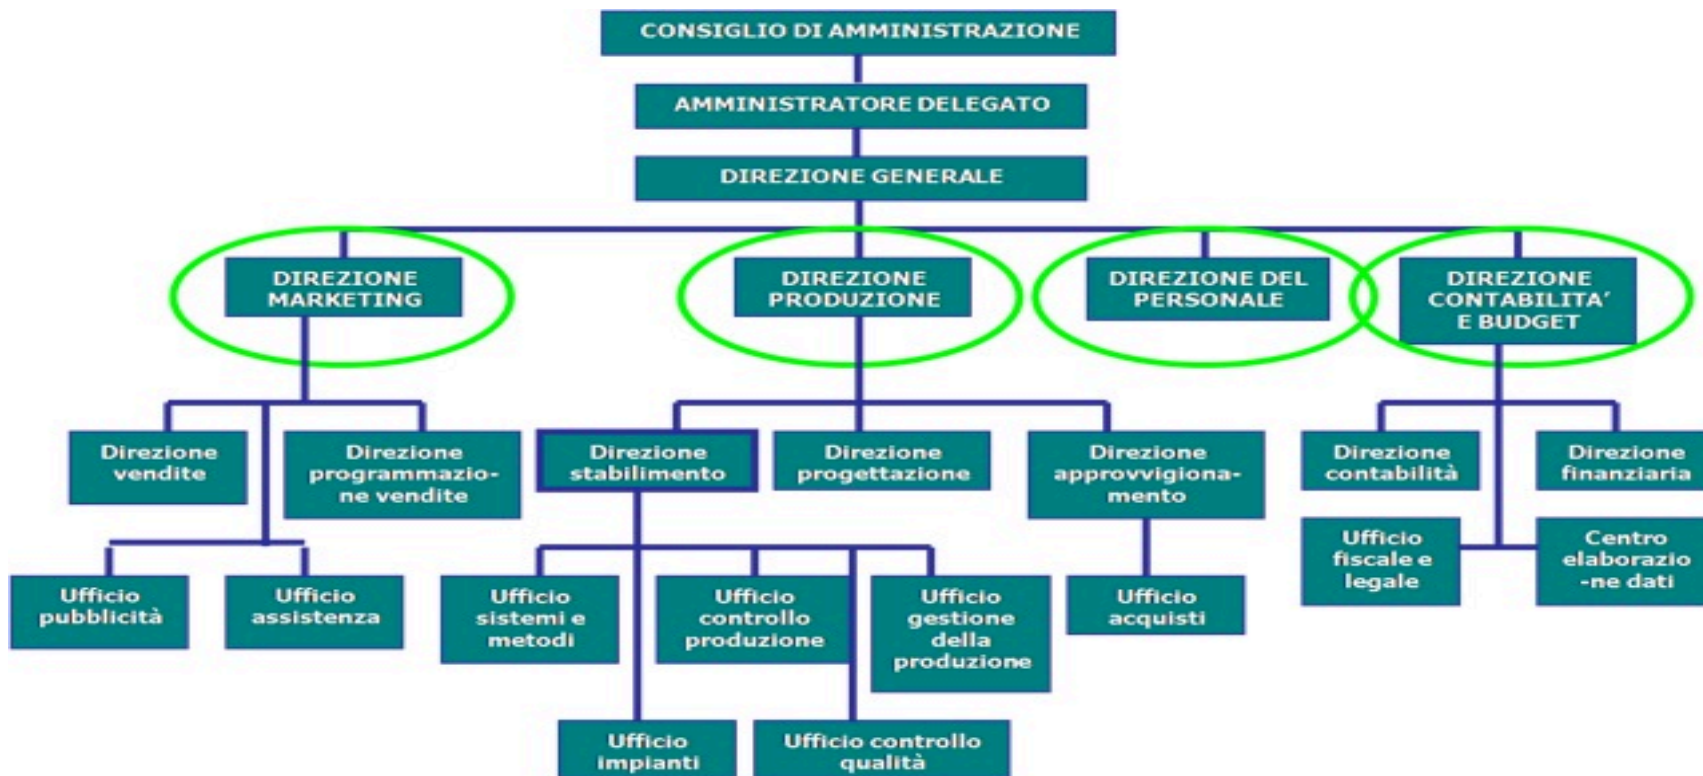 CONSIGLIO DI AMMINISTRAZIONE
AMMINISTRATORE DELEGATO
DIREZIONE GENERALE
DIREZIONE
MARKETING
DIREZIONE
PRODUZIONE
DIREZIONE DEL
PERSONALE
DIREZIONE
CONTABILITA’
E BUDGET
Direzione
vendite
Direzione
programmazio-
ne vendite
Direzione
stabilimento
Direzione
progettazione
Direzione
approvvigiona-
mento
Direzione
contabilità
Direzione
finanziaria
Ufficio
fiscale e
legale
Centro
elaborazio
-ne dati
Ufficio
pubblicità
Ufficio
assistenza
Ufficio
sistemi e
metodi
Ufficio
controllo
produzione
Ufficio
gestione
della
produzione
Ufficio
acquisti
Ufficio
impianti
Ufficio controllo
qualità